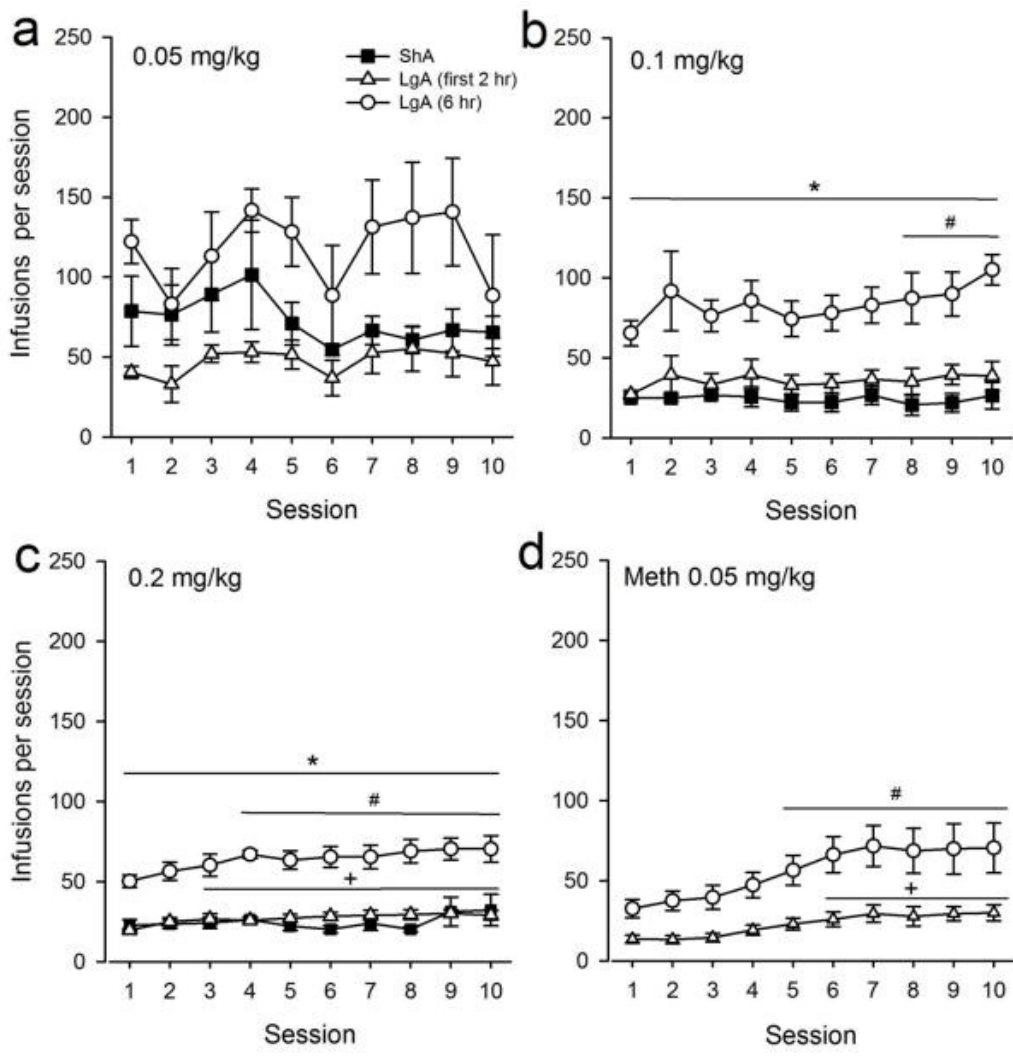 a
0.05 mg/kg
ShA
LgA (first 2 hr)
LgA (6 hr)
Infusions per session
250
200
150
100
50
0
1 2 3 4 5 6 7 8 9 10
Session
b
0.1 mg/kg
*
#
250
200
150
100
50
0
1 2 3 4 5 6 7 8 9 10
Session
c
0.2 mg/kg
*
#
+
Infusions per session
250
200
150
100
50
0
1 2 3 4 5 6 7 8 9 10
Session
d
Meth 0.05 mg/kg
#
+
250
200
150
100
50
0
1 2 3 4 5 6 7 8 9 10
Session